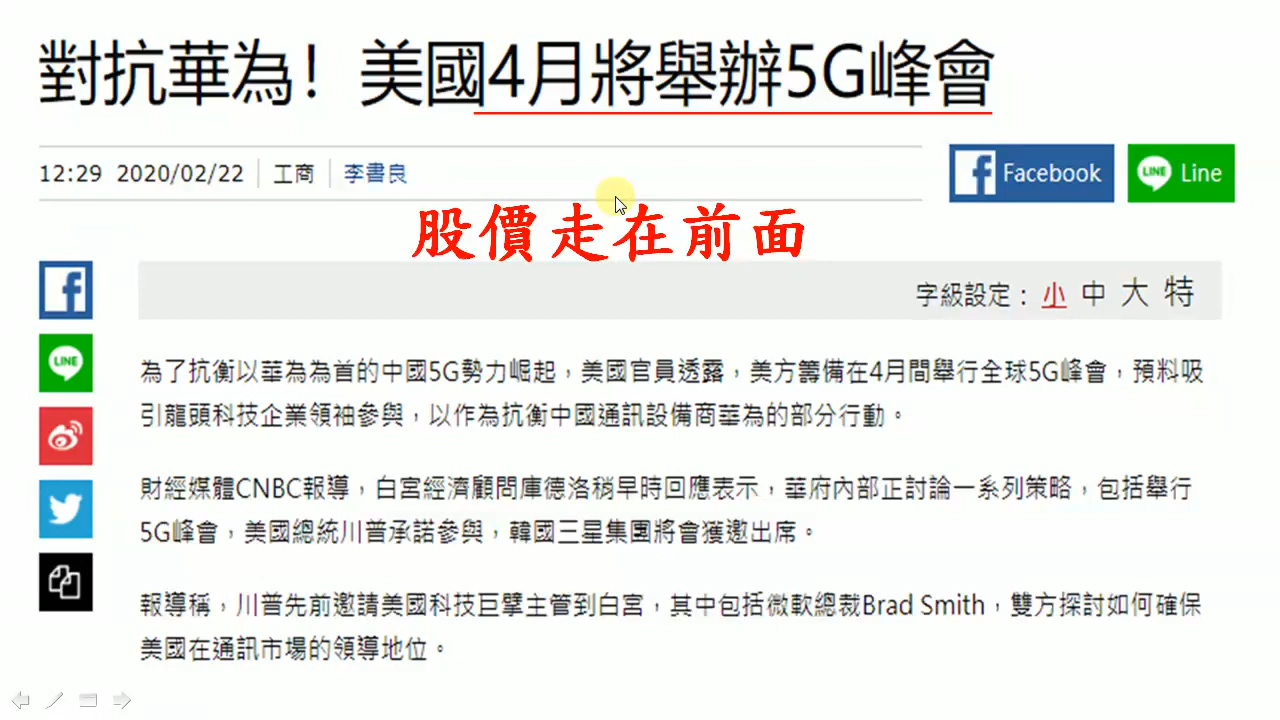 對抗華為！美國4月將舉辦5G峰會
12:29 2020/02/22 工商 李書良
Facebook
LINE Line
股價走在前面
字級設定：小 中 大 特
LINE
為了抗衡以華為為首的中國5G勢力崛起，美國官員透露，美方籌備在4月間舉行全球5G峰會，預料吸
引龍頭科技企業領袖參與，以作為抗衡中國通訊設備商華為的部分行動。
財經媒體CNBC報導，白宮經濟顧問庫德洛稍早時回應表示，華府內部正討論一系列策略，包括舉行
5G峰會，美國總統川普承諾參與，韓國三星集團將會獲邀出席。
報導稱，川普先前邀請美國科技巨擘主管到白宮，其中包括微軟總裁Brad Smith，雙方探討如何確保
美國在通訊市場的領導地位。